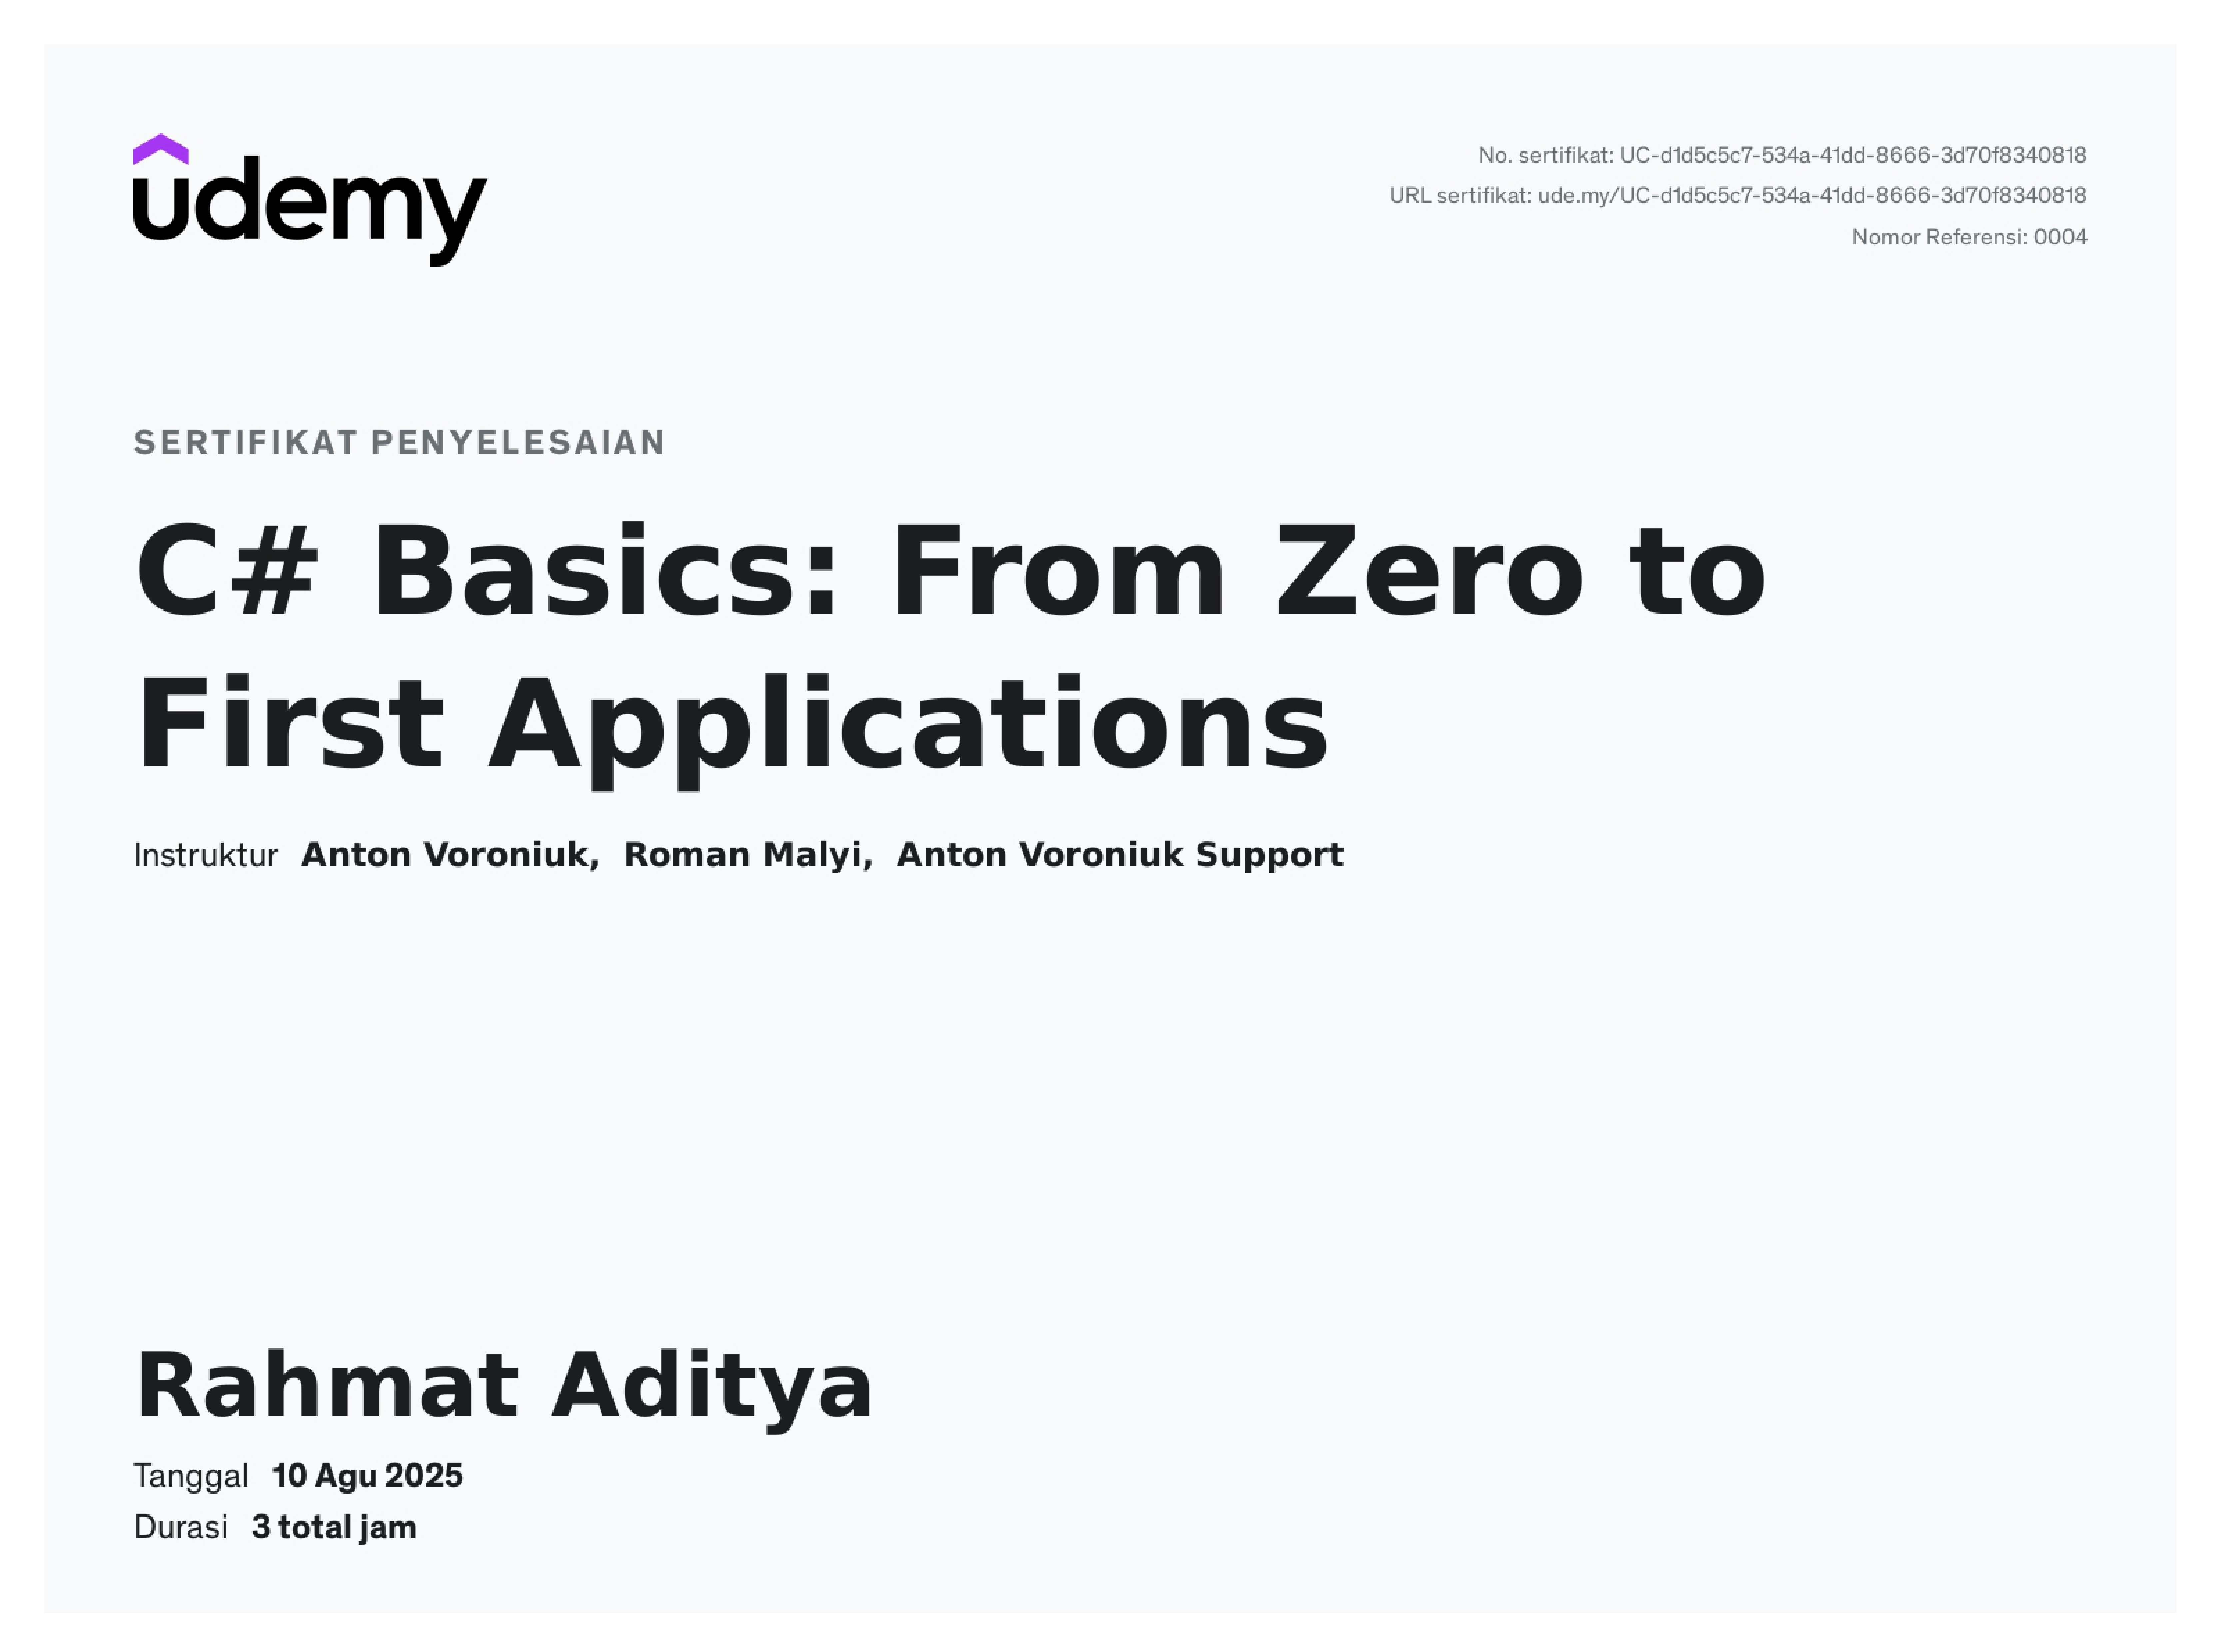 udemy
No. sertifikat: UC-d1d5c5c7-534a-41dd-8666-3d70f8340818
URL sertifikat: ude.my/UC-d1d5c5c7-534a-41dd-8666-3d70f8340818
Nomor Referensi: 0004
SERTIFIKAT PENYELESAIAN
C# Basics: From Zero to
First Applications
Instruktur Anton Voroniuk, Roman Malyi, Anton Voroniuk Support
Rahmat Aditya
Tanggal 10 Agu 2025
Durasi 3 total jam